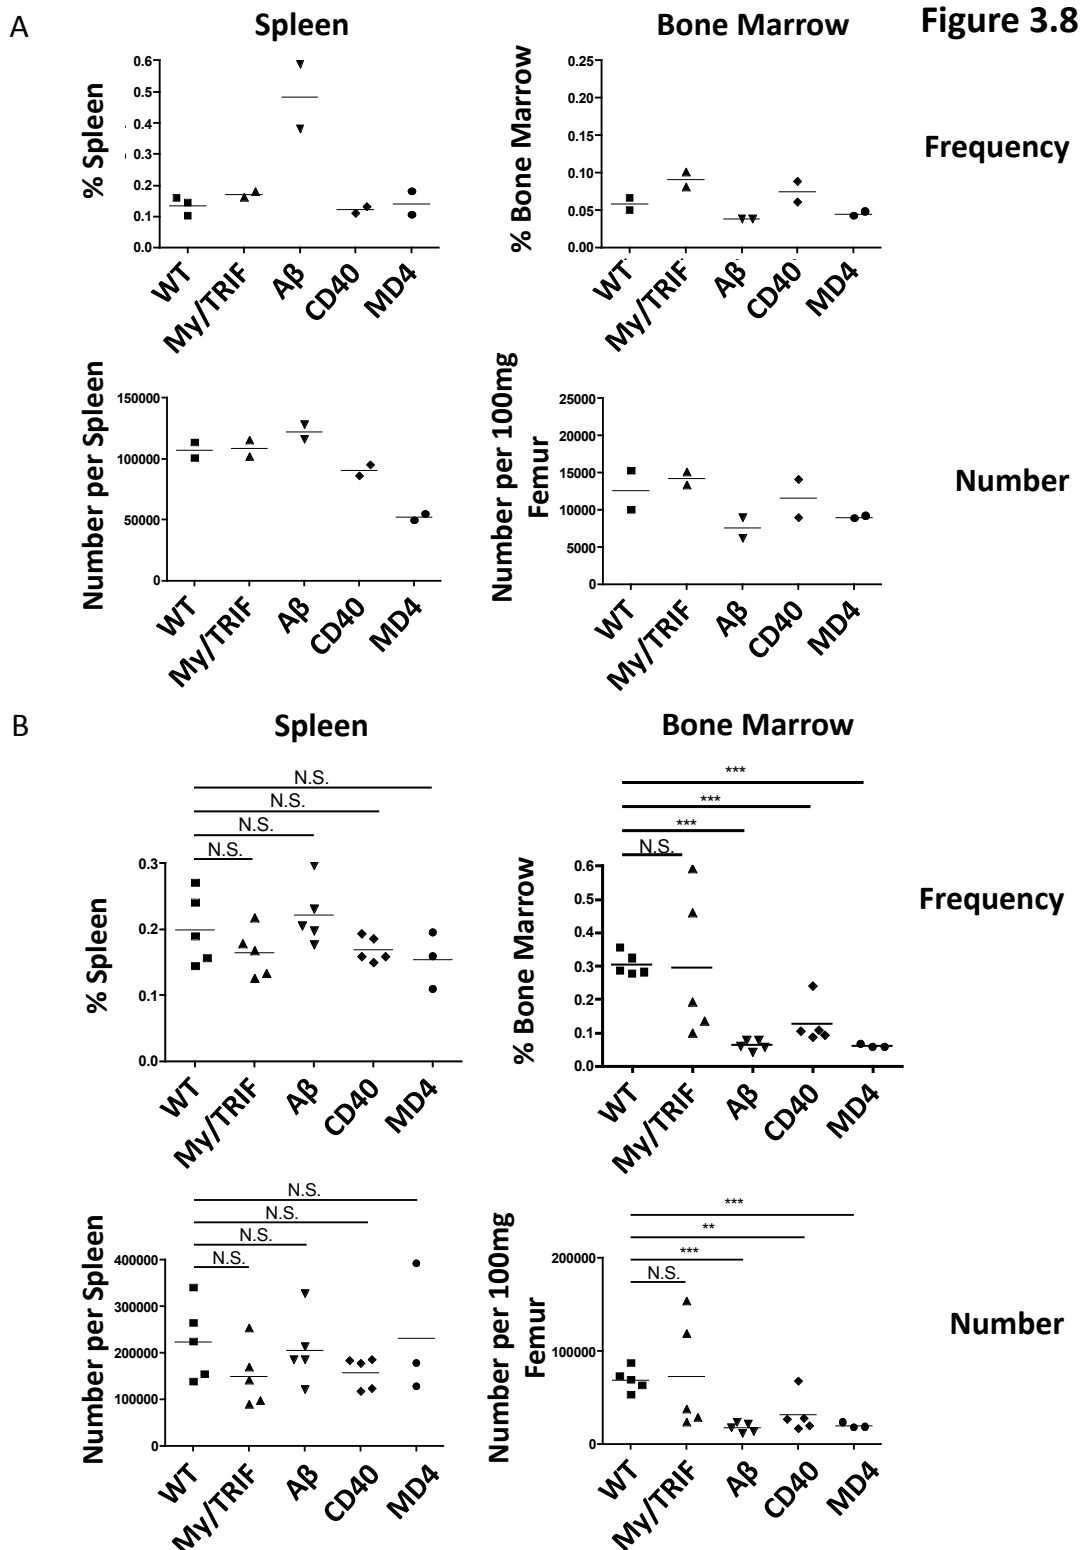 A
Spleen
Bone Marrow
Figure 3.8
% Spleen
0.6
0.5
0.4
0.3
0.2
0.1
0.0
WT
My/TRIF
Aβ
CD40
MD4
% Bone Marrow
0.25
0.20
0.15
0.10
0.05
0.00
WT
My/TRIF
Aβ
CD40
MD4
Frequency
Number per Spleen
150000
100000
50000
0
WT
My/TRIF
Aβ
CD40
MD4
Number per 100mg
Femur
25000
20000
15000
10000
5000
0
WT
My/TRIF
Aβ
CD40
MD4
Number
B
Spleen
Bone Marrow
N.S.
N.S.
N.S.
N.S.
% Spleen
0.3
0.2
0.1
0.0
WT
My/TRIF
Aβ
CD40
MD4
***
***
***
N.S.
% Bone Marrow
0.6
0.5
0.4
0.3
0.2
0.1
0.0
WT
My/TRIF
Aβ
CD40
MD4
Frequency
N.S.
N.S.
N.S.
N.S.
Number per Spleen
400000
300000
200000
100000
0
WT
My/TRIF
Aβ
CD40
MD4
***
**
***
N.S.
Number per 100mg
Femur
200000
100000
0
WT
My/TRIF
Aβ
CD40
MD4
Number